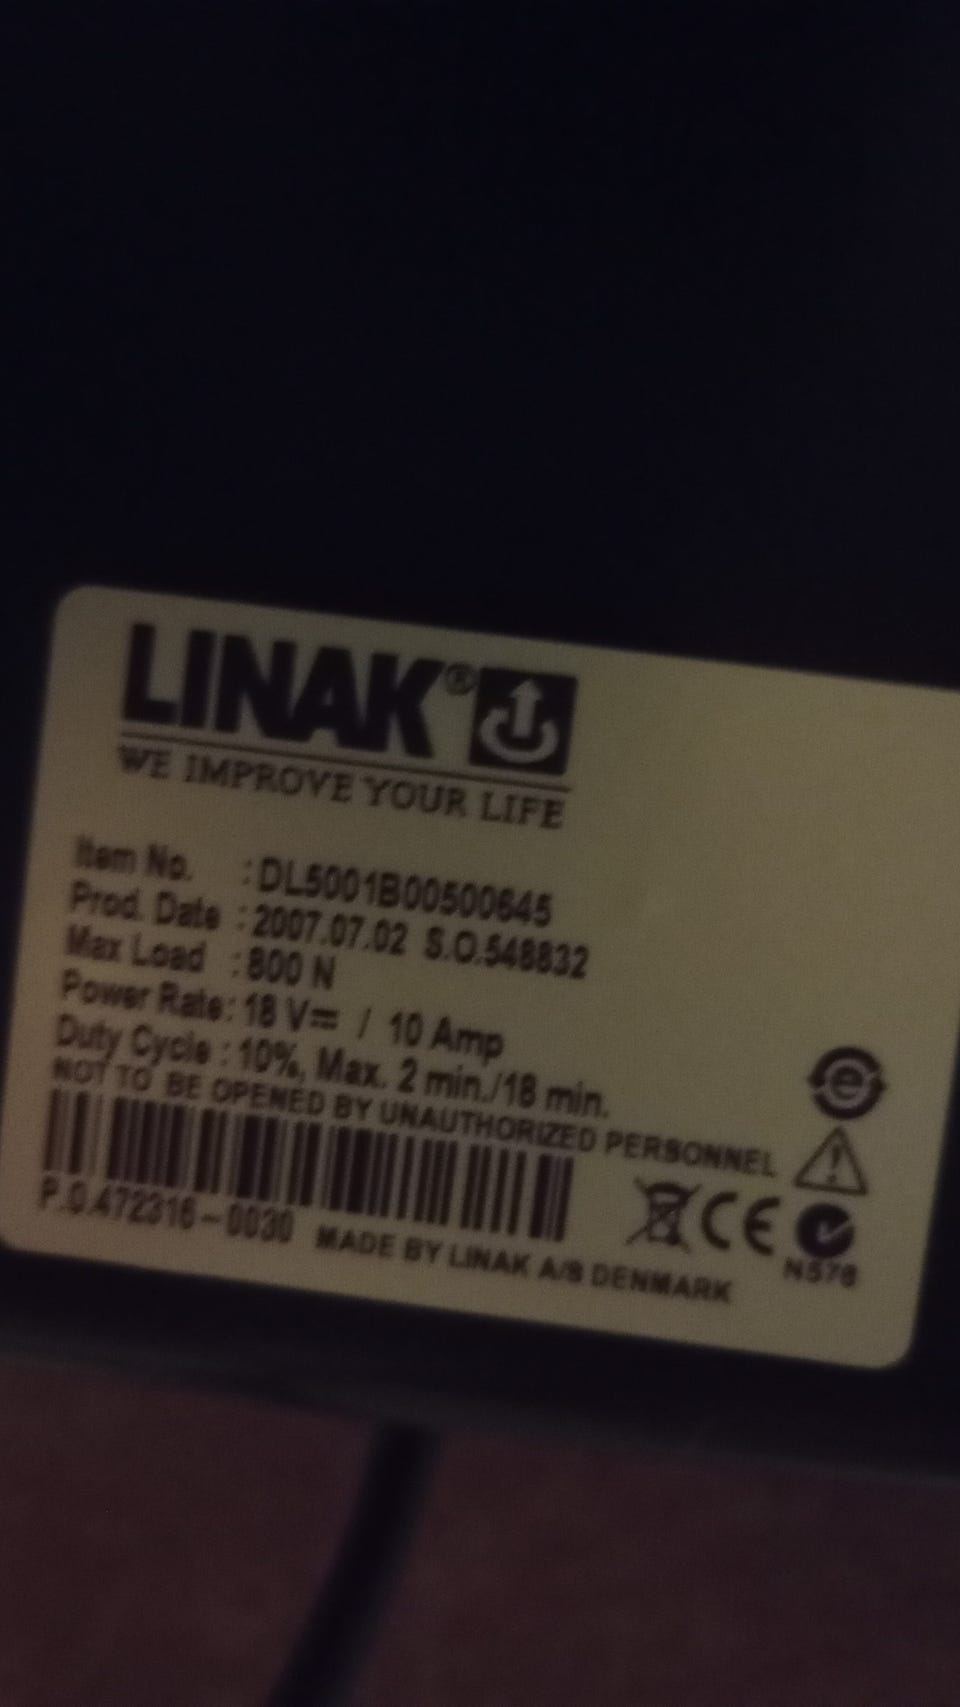 LINAK®
WE IMPROVE YOUR LIFE
Item No. : DL5001B00500645
Prod. Date : 2007.07.02 S.O.548832
Max Load : 800 N
Power Rate: 18 V⎓ / 10 Amp
Duty Cycle : 10%, Max. 2 min./18 min.
NOT TO BE OPENED BY UNAUTHORIZED PERSONNEL
e
CE
N578
P.O.472316-0030 MADE BY LINAK A/S DENMARK